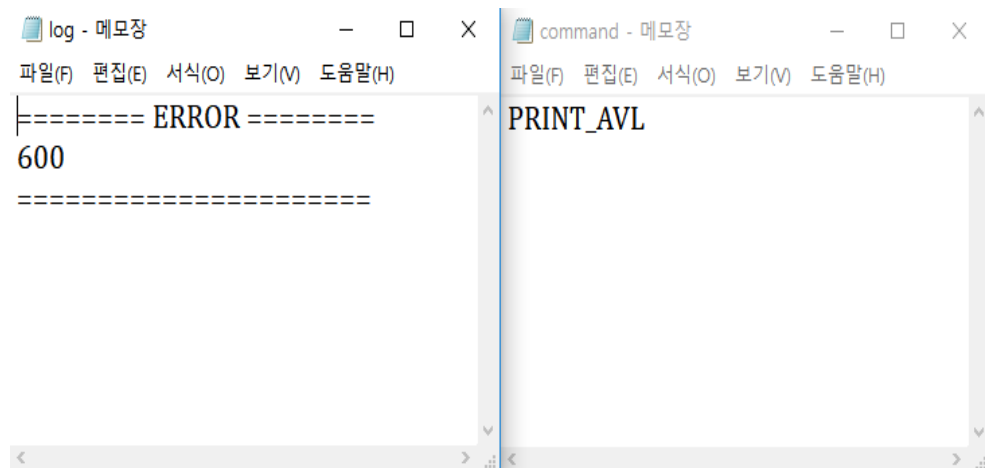 log - 메모장
파일(F) 편집(E) 서식(O) 보기(V) 도움말(H)
======== ERROR ========
600
======================
command - 메모장
파일(F) 편집(E) 서식(O) 보기(V) 도움말(H)
PRINT_AVL